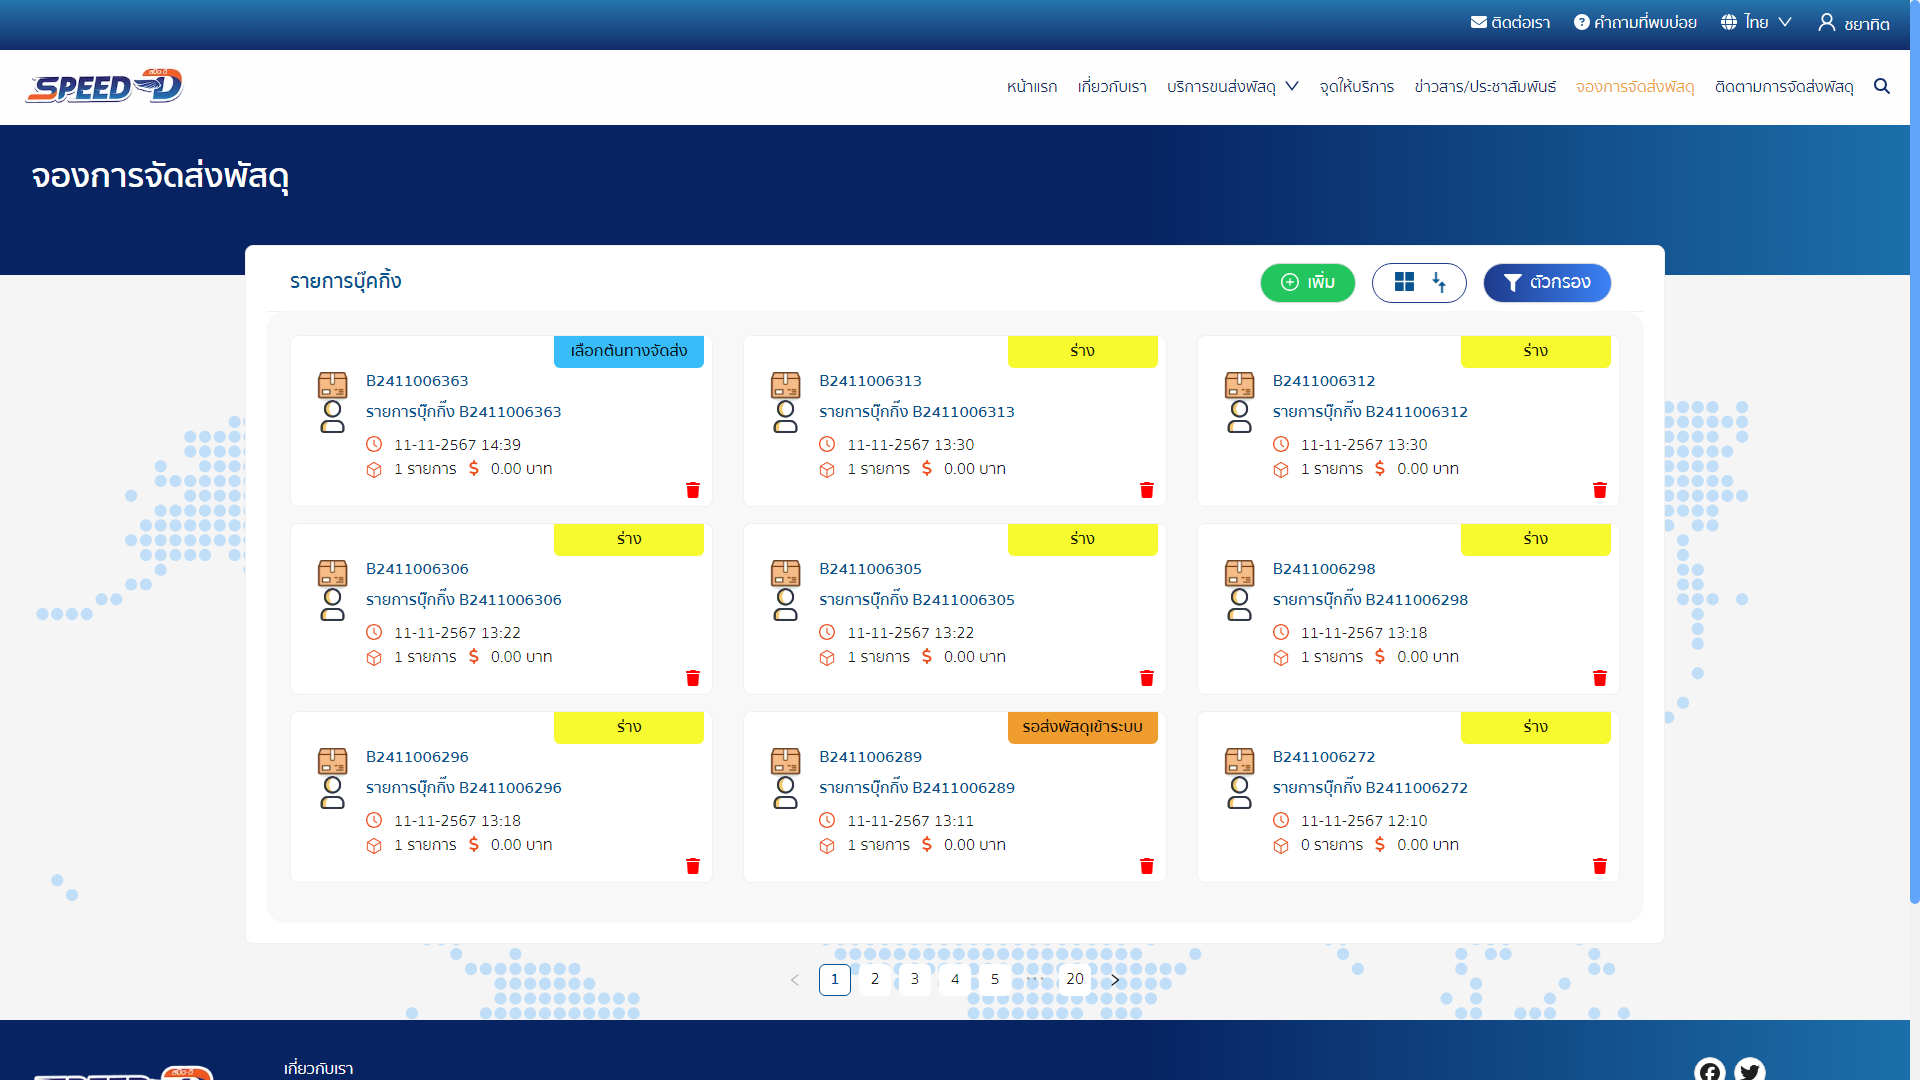 ติดต่อเรา คำถามที่พบบ่อย ไทย ชยาทิต
SPEED-D สปีด-ดี
หน้าแรก เกี่ยวกับเรา บริการขนส่งพัสดุ จุดให้บริการ ข่าวสาร/ประชาสัมพันธ์ จองการจัดส่งพัสดุ ติดตามการจัดส่งพัสดุ
จองการจัดส่งพัสดุ
รายการบุ๊คกิ้ง
เพิ่ม
ตัวกรอง
เลือกต้นทางจัดส่ง
B2411006363
รายการบุ๊กกิ๊ง B2411006363
11-11-2567 14:39
1 รายการ $ 0.00 บาท
ร่าง
B2411006313
รายการบุ๊กกิ๊ง B2411006313
11-11-2567 13:30
1 รายการ $ 0.00 บาท
ร่าง
B2411006312
รายการบุ๊กกิ๊ง B2411006312
11-11-2567 13:30
1 รายการ $ 0.00 บาท
ร่าง
B2411006306
รายการบุ๊กกิ๊ง B2411006306
11-11-2567 13:22
1 รายการ $ 0.00 บาท
ร่าง
B2411006305
รายการบุ๊กกิ๊ง B2411006305
11-11-2567 13:22
1 รายการ $ 0.00 บาท
ร่าง
B2411006298
รายการบุ๊กกิ๊ง B2411006298
11-11-2567 13:18
1 รายการ $ 0.00 บาท
ร่าง
B2411006296
รายการบุ๊กกิ๊ง B2411006296
11-11-2567 13:18
1 รายการ $ 0.00 บาท
รอส่งพัสดุเข้าระบบ
B2411006289
รายการบุ๊กกิ๊ง B2411006289
11-11-2567 13:11
1 รายการ $ 0.00 บาท
ร่าง
B2411006272
รายการบุ๊กกิ๊ง B2411006272
11-11-2567 12:10
0 รายการ $ 0.00 บาท
< 1 2 3 4 5 ••• 20 >
เกี่ยวกับเรา